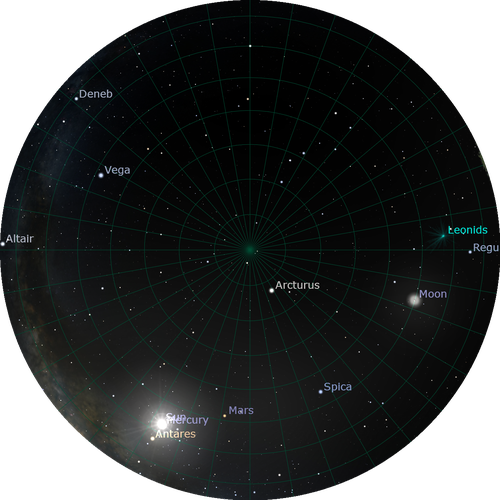 Deneb
Vega
Leonids
Altair
Regu
Arcturus
Moon
Spica
Mars
Sun
Mercury
Antares